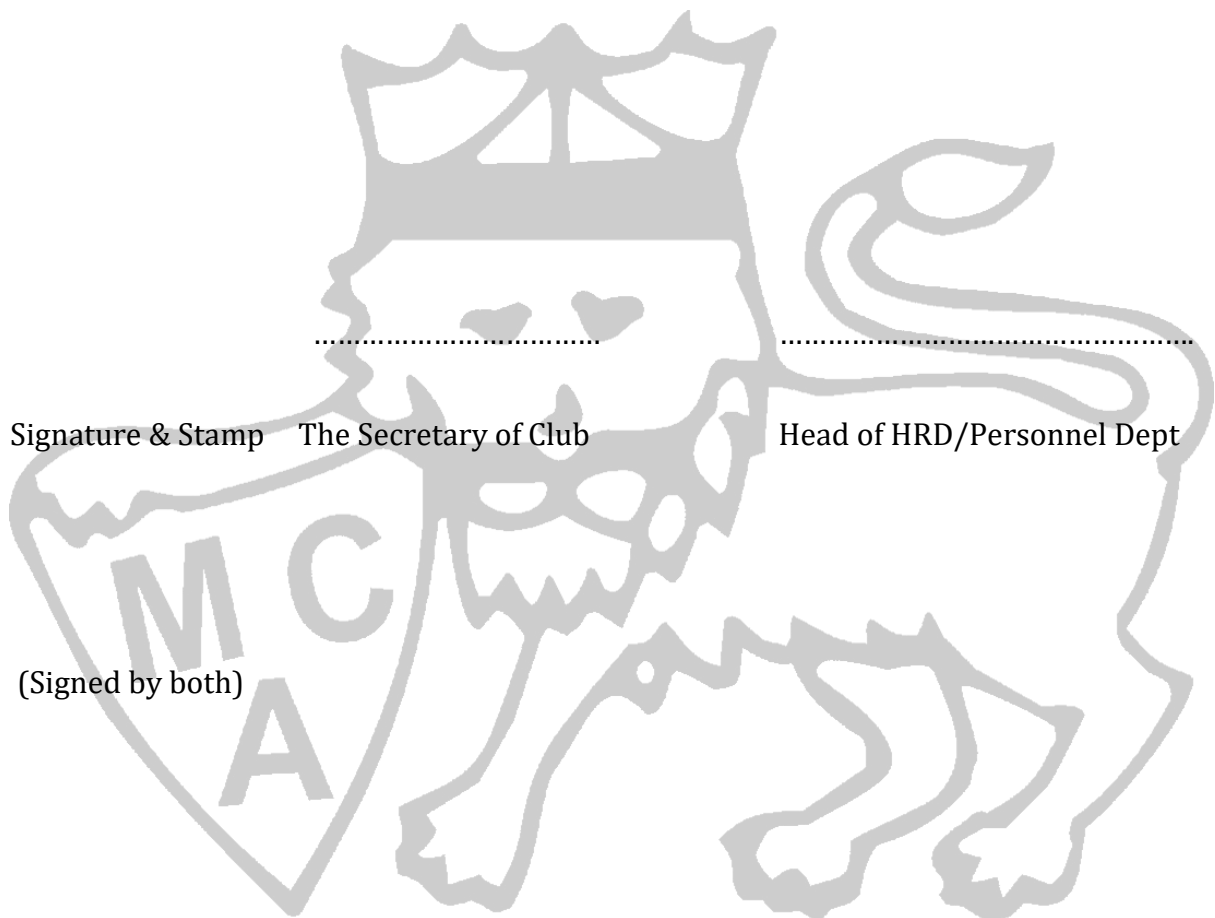 ……………………………… …………………………………………….
Signature & Stamp The Secretary of Club Head of HRD/Personnel Dept
M C
(Signed by both)
A